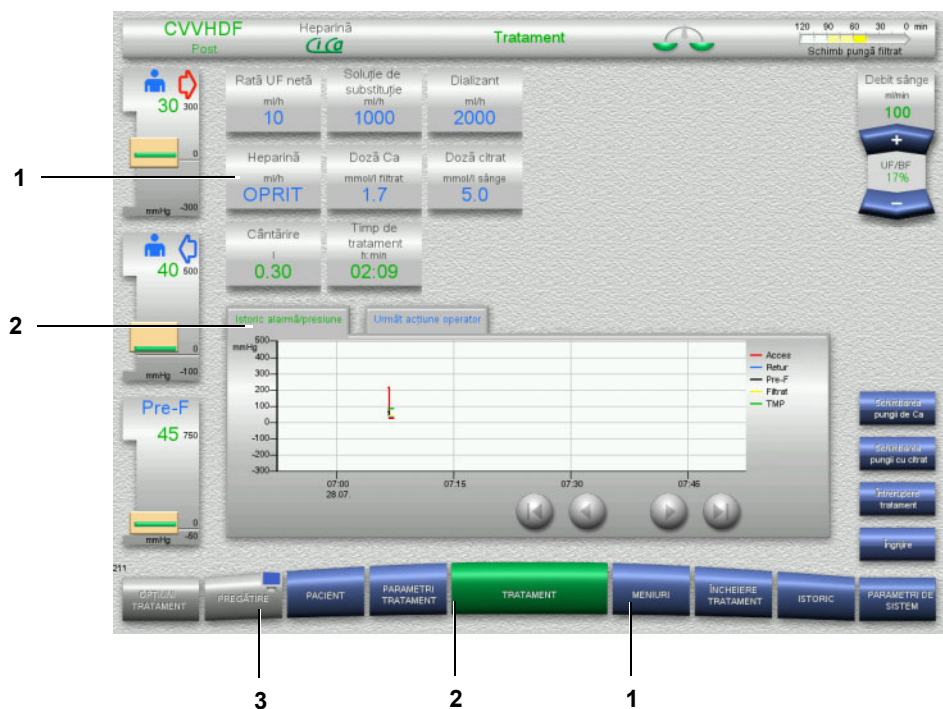 CVVHDF
Post
Heparină
CiCa
Tratament
120 90 60 30 0 min
Schimb pungă filtrat
30
300
0
-300
mmHg
40
500
0
-100
mmHg
Pre-F
45
750
0
-50
mmHg
Rată UF netă
ml/h
10
Soluție de
substituție
ml/h
1000
Dializant
ml/h
2000
Heparină
ml/h
OPRIT
Doză Ca
mmol/l filtrat
1.7
Doză citrat
mmol/l sânge
5.0
Cântărire
l
0.30
Timp de
tratament
h:min
02:09
Debit sânge
ml/min
100
+
UF/BF
17%
−
1
2
Istoric alarmă/presiune
Următ acțiune operator
mmHg
500
400
300
200
100
0
-100
-200
-300
07:00
28.07.
07:15
07:30
07:45
Acces
Retur
Pre-F
Filtrat
TMP
Schimbarea
pungii de Ca
Schimbarea
pungii cu citrat
Întrerupere
tratament
Îngrijire
211
OPȚIUNI
TRATAMENT
PREGĂTIRE
PACIENT
PARAMETRI
TRATAMENT
TRATAMENT
MENIURI
ÎNCHEIERE
TRATAMENT
ISTORIC
PARAMETRI DE
SISTEM
3
2
1